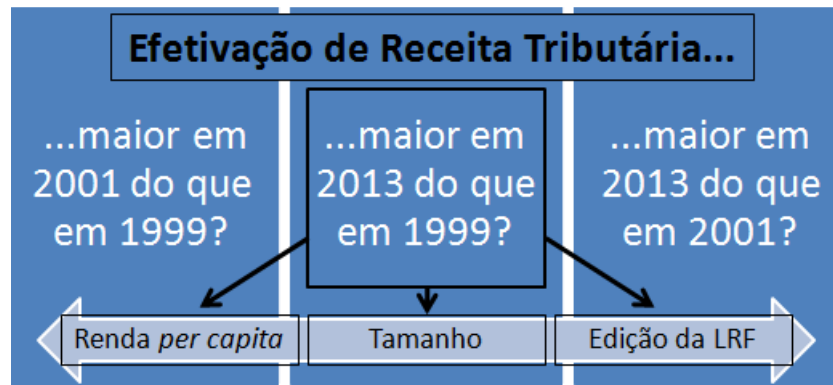 Efetivação de Receita Tributária...
...maior em
2001 do que
em 1999?
...maior em
2013 do que
em 1999?
...maior em
2013 do que
em 2001?
Renda per capita
Tamanho
Edição da LRF